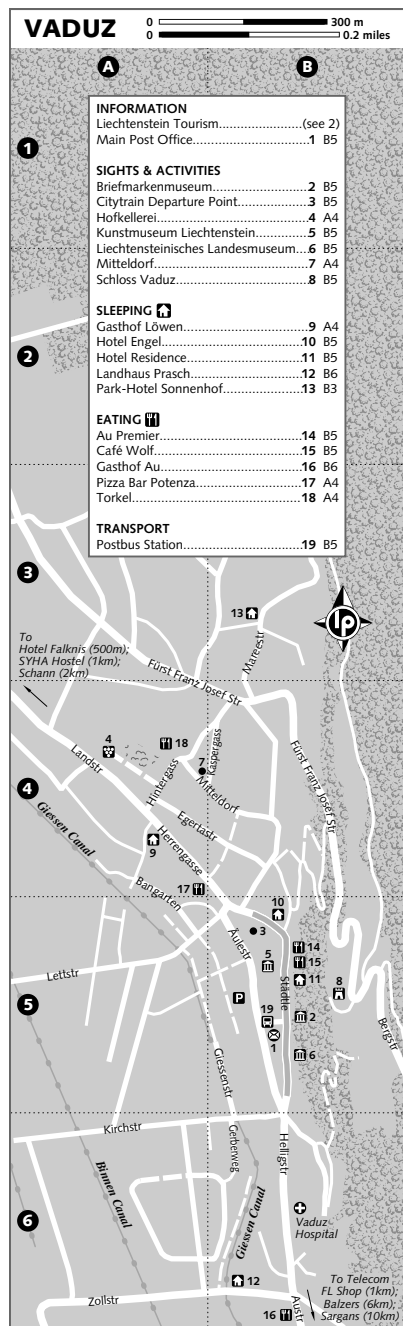 VADUZ
0 300 m
0 0.2 miles
A B
1
INFORMATION
Liechtenstein Tourism...................(see 2)
Main Post Office.............................1 B5
SIGHTS & ACTIVITIES
Briefmarkenmuseum......................2 B5
Citytrain Departure Point................3 B5
Hofkellerei......................................4 A4
Kunstmuseum Liechtenstein...........5 B5
Liechtensteinisches Landesmuseum..6 B5
Mitteldorf.......................................7 A4
Schloss Vaduz................................8 B5
SLEEPING
Gasthof Löwen...............................9 A4
Hotel Engel...................................10 B5
Hotel Residence............................11 B5
Landhaus Prasch...........................12 B6
Park-Hotel Sonnenhof...................13 B3
2
EATING
Au Premier...................................14 B5
Café Wolf.....................................15 B5
Gasthof Au...................................16 B6
Pizza Bar Potenza.........................17 A4
Torkel...........................................18 A4
TRANSPORT
Postbus Station.............................19 B5
3
13
lp
To
Hotel Falknis (500m);
SYHA Hostel (1km);
Schann (2km)
Mareestr
Fürst Franz Josef Str
4
18
7
Kaspergass
Landstr
Hintergass
Mitteldorf
Fürst Franz Josef Str
4
Egertastr
Giessen Canal
Herrengasse
9
Bangarten
17
10
3
Äulestr
14
5
15
Städtle
11
8
Lettstr
5
P
19
2
1
6
Bergstr
Giessenstr
Kirchstr
Gerberweg
Helligstr
Binnen Canal
Giessen Canal
6
Vaduz
Hospital
12
To Telecom
FL Shop (1km);
Balzers (6km);
Sargans (10km)
Zollstr
Austr
16